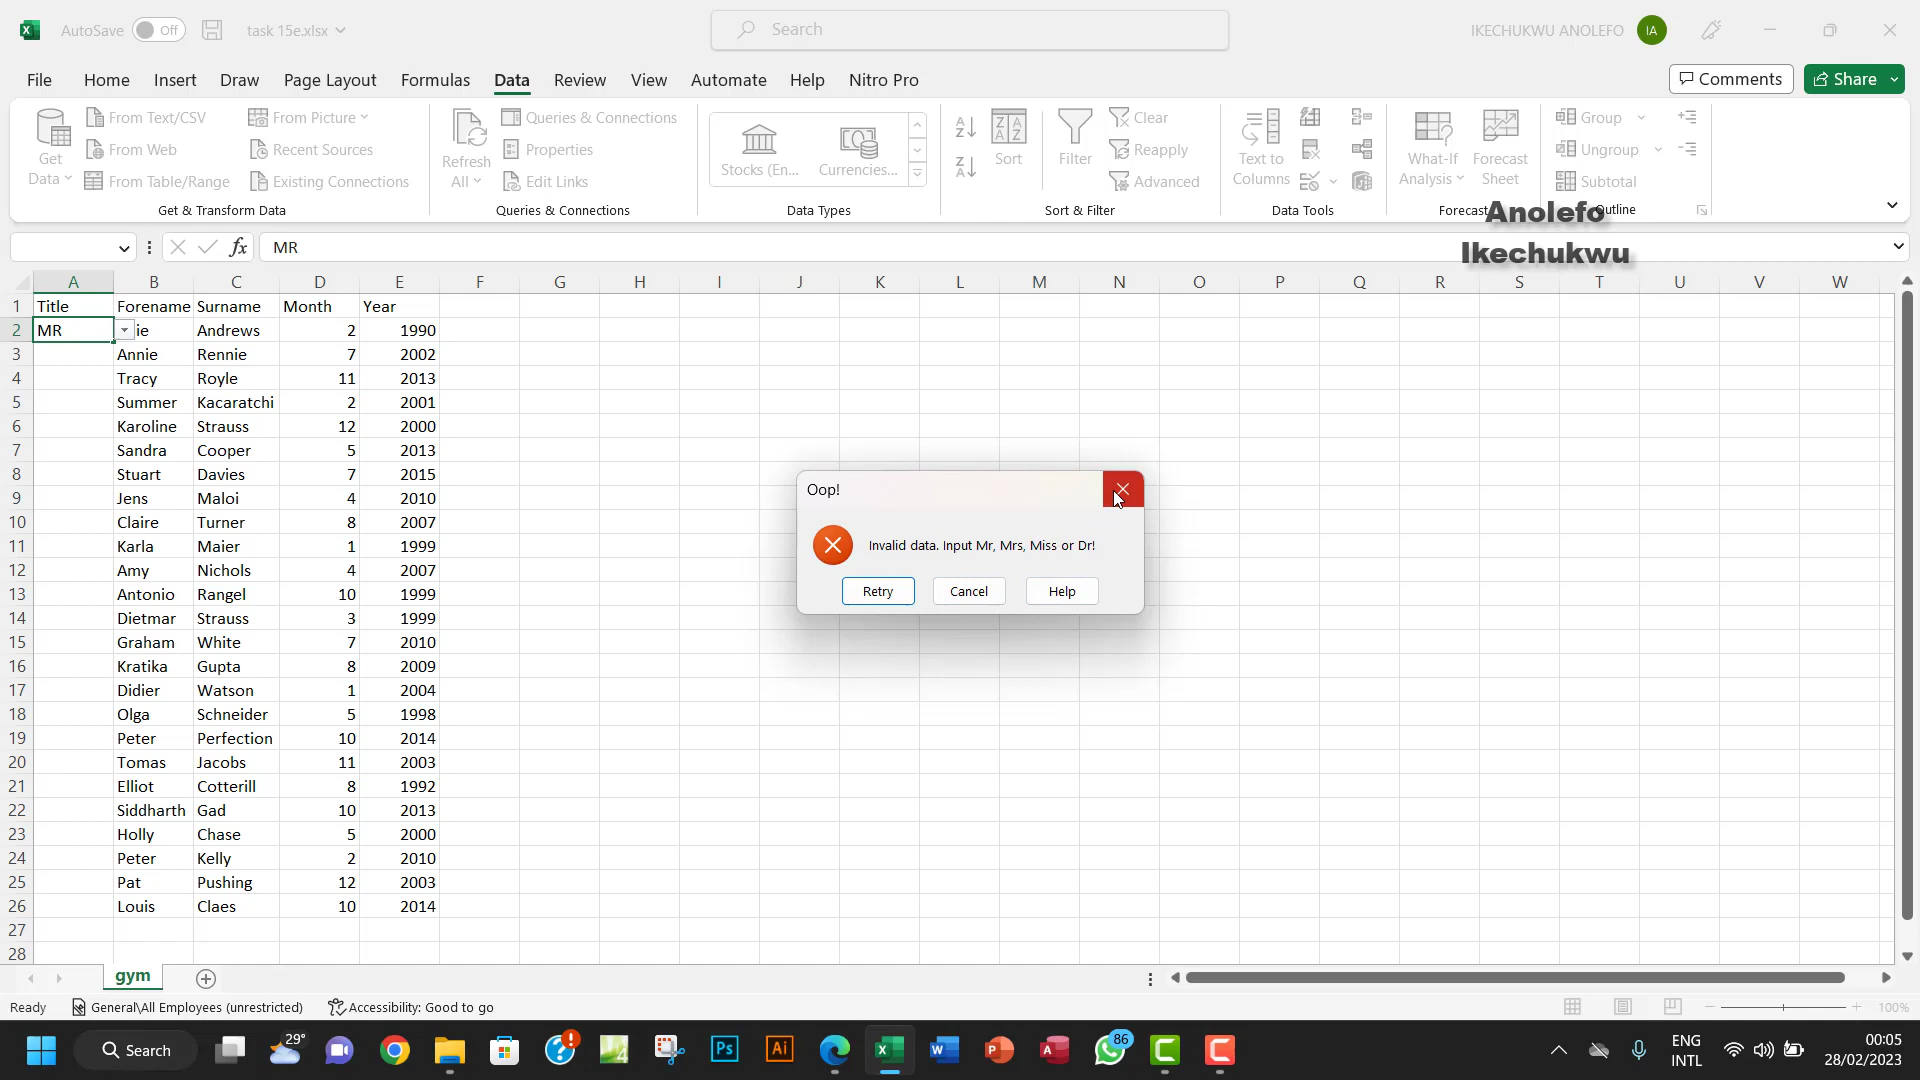 AutoSave Off task 15e.xlsx Search IKECHUKWU ANOLEFO IA
File Home Insert Draw Page Layout Formulas Data Review View Automate Help Nitro Pro Comments Share
Get Data From Text/CSV From Web From Table/Range From Picture Recent Sources Existing Connections
Get & Transform Data
Refresh All Queries & Connections Properties Edit Links
Queries & Connections
Stocks (En... Currencies...
Data Types
Sort Filter Clear Reapply Advanced
Sort & Filter
Text to Columns
Data Tools
What-If Analysis Forecast Sheet
Forecast
Group Ungroup Subtotal
Outline
Anolefo
Ikechukwu
fx MR
A B C D E F G H I J K L M N O P Q R S T U V W
1 Title Forename Surname Month Year
2 MR ie Andrews 2 1990
3 Annie Rennie 7 2002
4 Tracy Royle 11 2013
5 Summer Kacaratchi 2 2001
6 Karoline Strauss 12 2000
7 Sandra Cooper 5 2013
8 Stuart Davies 7 2015
9 Jens Maloi 4 2010
10 Claire Turner 8 2007
11 Karla Maier 1 1999
12 Amy Nichols 4 2007
13 Antonio Rangel 10 1999
14 Dietmar Strauss 3 1999
15 Graham White 7 2010
16 Kratika Gupta 8 2009
17 Didier Watson 1 2004
18 Olga Schneider 5 1998
19 Peter Perfection 10 2014
20 Tomas Jacobs 11 2003
21 Elliot Cotterill 8 1992
22 Siddharth Gad 10 2013
23 Holly Chase 5 2000
24 Peter Kelly 2 2010
25 Pat Pushing 12 2003
26 Louis Claes 10 2014
27
28
Oop!
Invalid data. Input Mr, Mrs, Miss or Dr!
Retry Cancel Help
gym
Ready General\All Employees (unrestricted) Accessibility: Good to go 100%
Search 29° Ps Ai 86 ENG INTL 00:05 28/02/2023